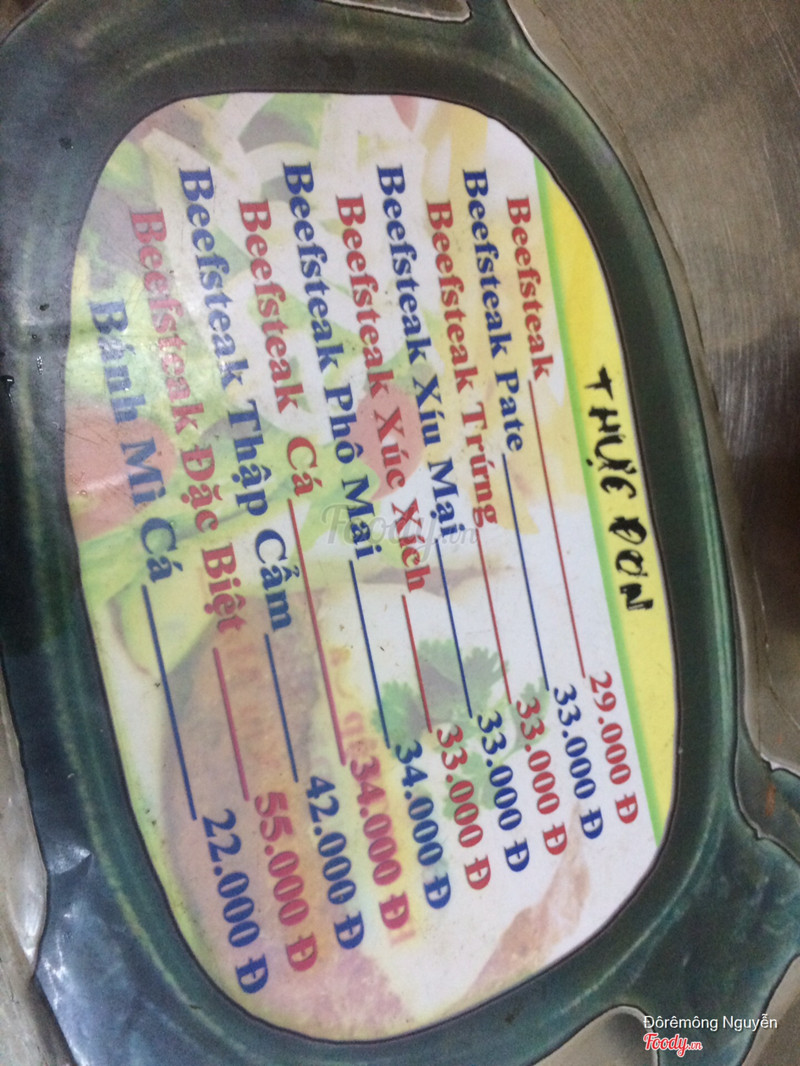 THỰC ĐƠN
Beefsteak 29.000 Đ
Beefsteak Pate 33.000 Đ
Beefsteak Trứng 33.000 Đ
Beefsteak Xíu Mại 33.000 Đ
Beefsteak Xúc Xích 33.000 Đ
Beefsteak Phô Mai 34.000 Đ
Beefsteak Cá 34.000 Đ
Beefsteak Thập Cẩm 42.000 Đ
Beefsteak Đặc Biệt 55.000 Đ
Bánh Mì Cá 22.000 Đ
Foody.vn
Đôrêmông Nguyễn
Foody.vn